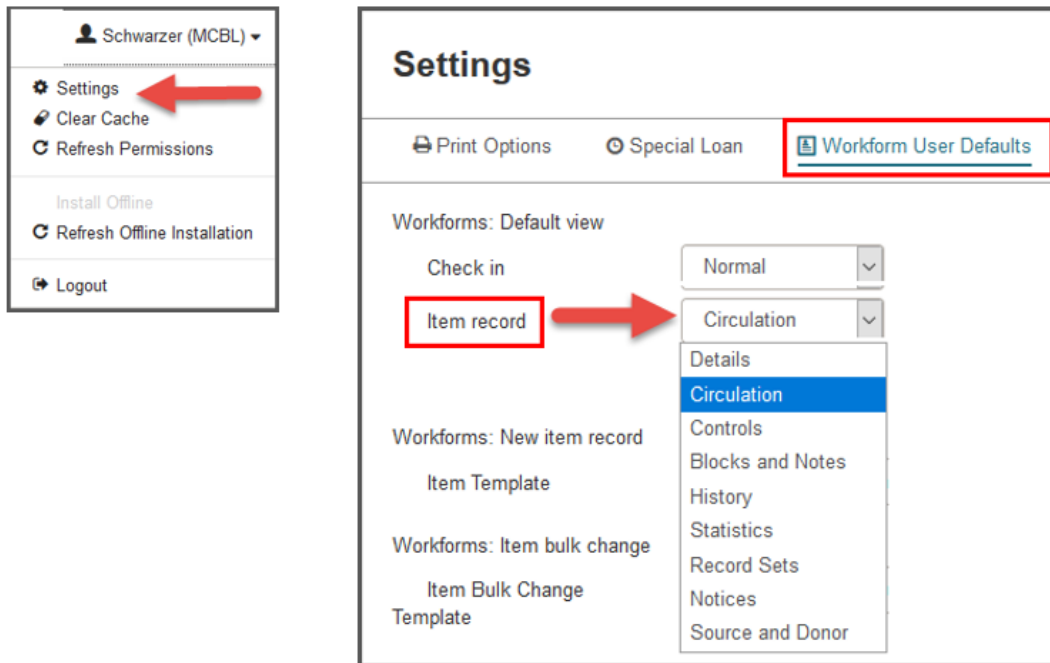 Schwarzer (MCBL)
Settings
Clear Cache
Refresh Permissions
Install Offline
Refresh Offline Installation
Logout
Settings
Print Options Special Loan Workform User Defaults
Workforms: Default view
Check in Normal
Item record Circulation
Details
Circulation
Controls
Workforms: New item record
Blocks and Notes
Item Template
History
Statistics
Workforms: Item bulk change
Record Sets
Item Bulk Change
Template
Notices
Source and Donor